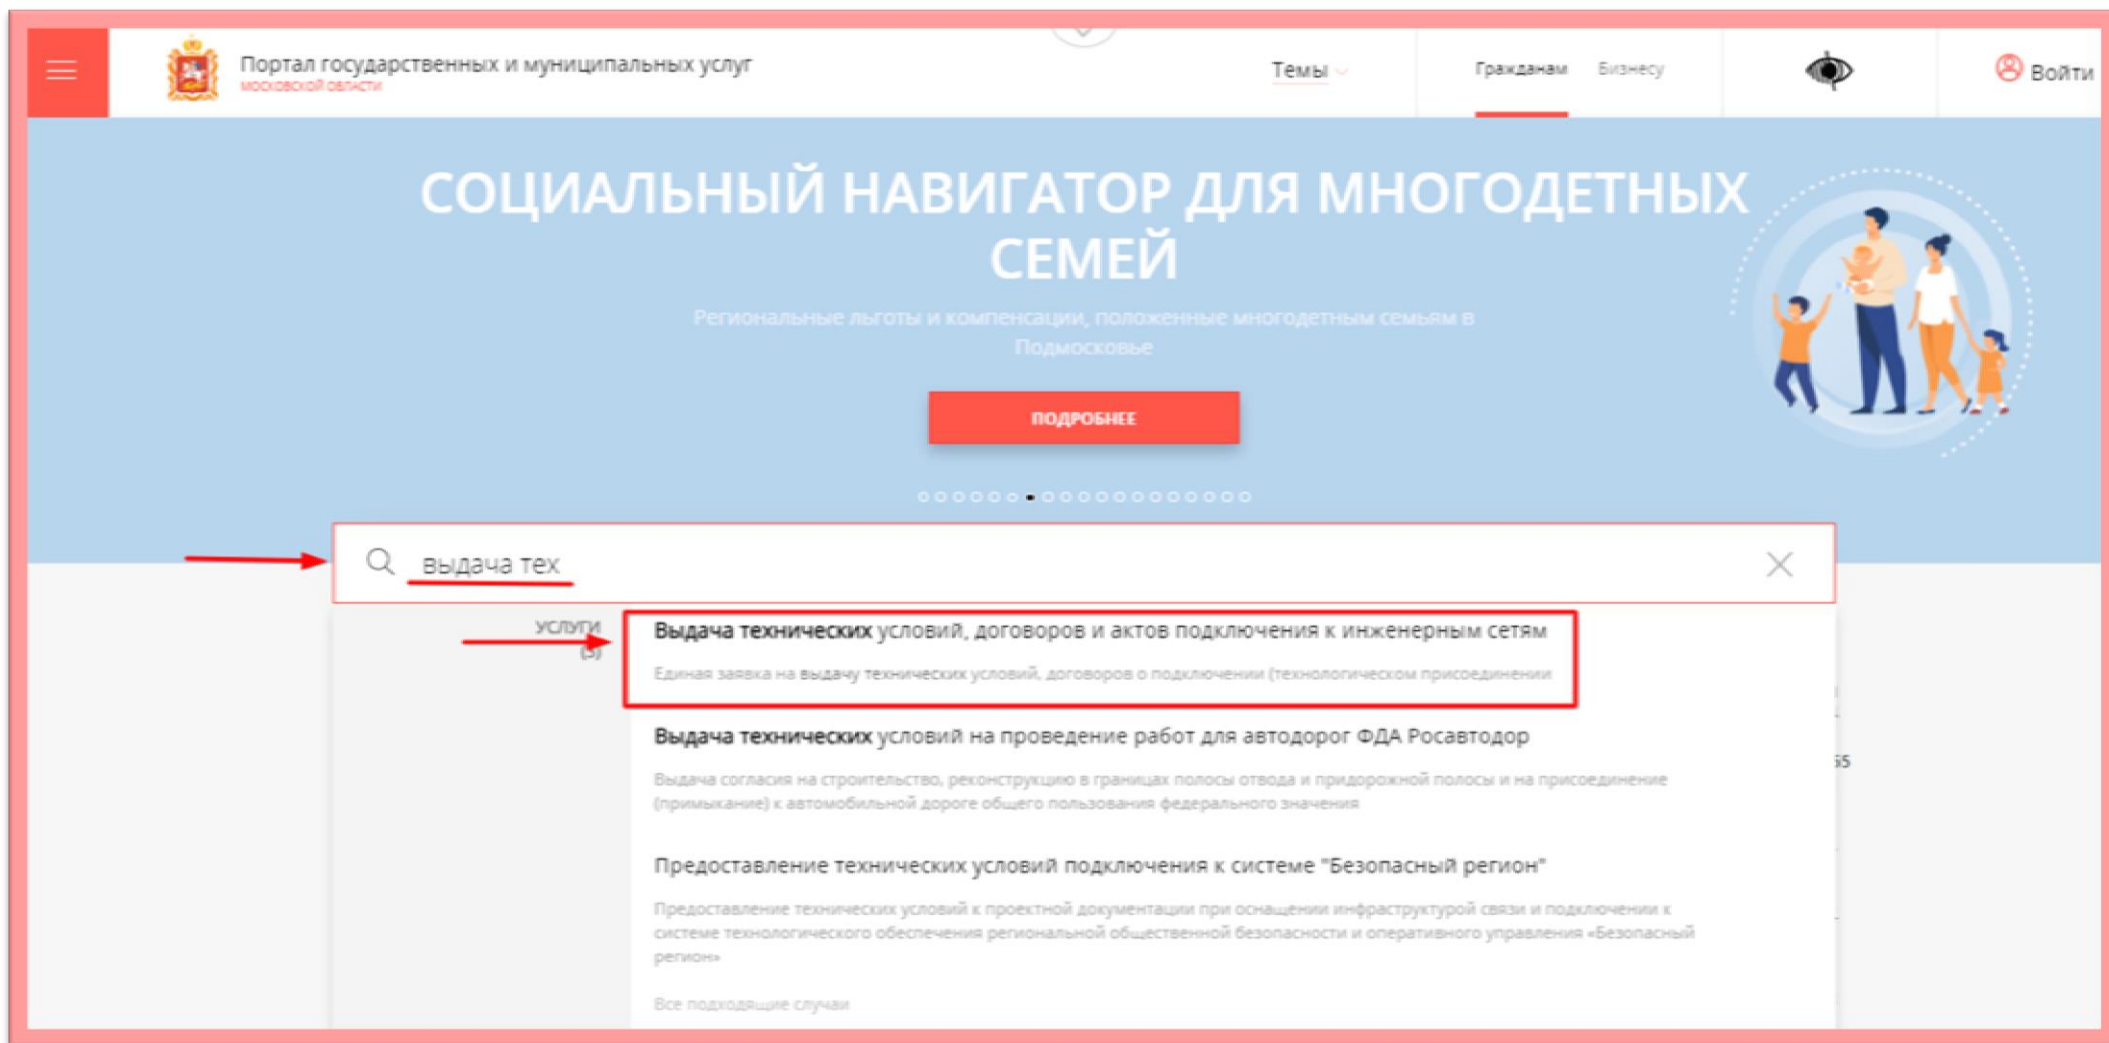 Портал государственных и муниципальных услуг
МОСКОВСКОЙ ОБЛАСТИ
Темы
Гражданам
Бизнесу
Войти
СОЦИАЛЬНЫЙ НАВИГАТОР ДЛЯ МНОГОДЕТНЫХ
СЕМЕЙ
Региональные льготы и компенсации, положенные многодетным семьям в
Подмосковье
ПОДРОБНЕЕ
выдача тех
УСЛУГИ
Выдача технических условий, договоров и актов подключения к инженерным сетям
Единая заявка на выдачу технических условий, договоров о подключении (технологическом присоединении
Выдача технических условий на проведение работ для автодорог ФДА Росавтодор
Выдача согласия на строительство, реконструкцию в границах полосы отвода и придорожной полосы и на присоединение
(примыкание) к автомобильной дороге общего пользования федерального значения
Предоставление технических условий подключения к системе "Безопасный регион"
Предоставление технических условий к проектной документации при оснащении инфраструктурой связи и подключении к
системе технологического обеспечения региональной общественной безопасности и оперативного управления «Безопасный
регион»
Все подходящие случаи